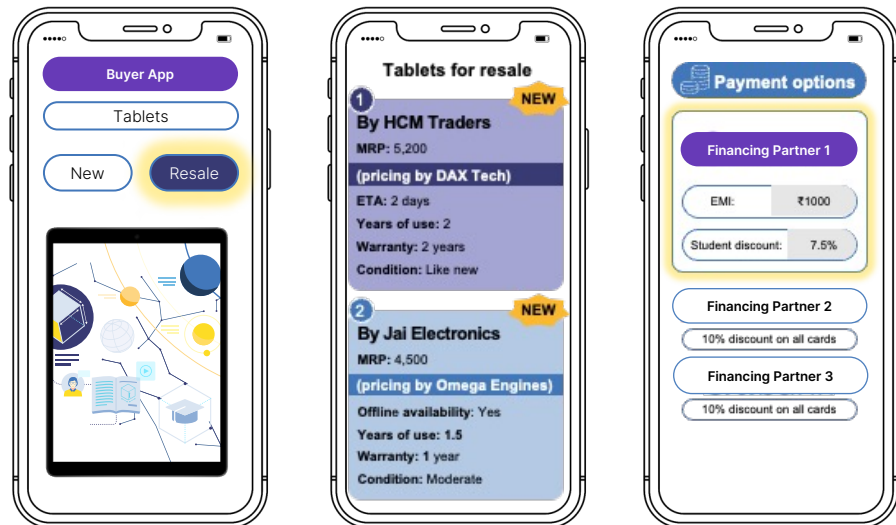 Buyer App
Tablets
New
Resale
Tablets for resale
1
NEW
By HCM Traders
MRP: 5,200
(pricing by DAX Tech)
ETA: 2 days
Years of use: 2
Warranty: 2 years
Condition: Like new
2
NEW
By Jai Electronics
MRP: 4,500
(pricing by Omega Engines)
Offline availability: Yes
Years of use: 1.5
Warranty: 1 year
Condition: Moderate
Payment options
Financing Partner 1
EMI: ₹1000
Student discount: 7.5%
Financing Partner 2
10% discount on all cards
Financing Partner 3
10% discount on all cards